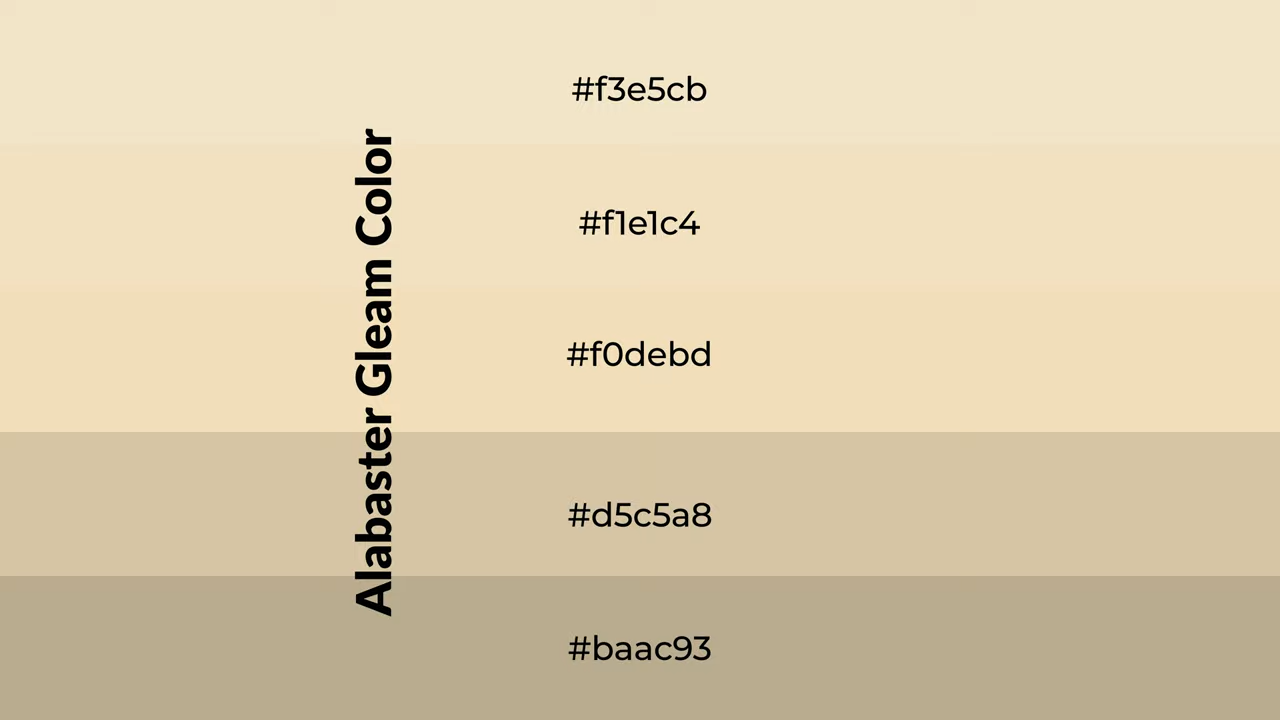 Alabaster Gleam Color
#f3e5cb
#f1e1c4
#f0debd
#d5c5a8
#baac93